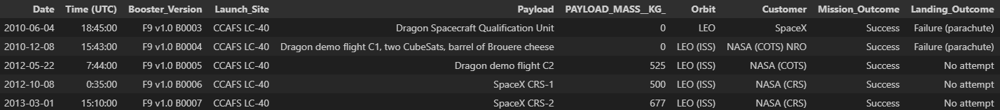 Date Time (UTC) Booster_Version Launch_Site Payload PAYLOAD_MASS__KG_ Orbit Customer Mission_Outcome Landing_Outcome
2010-06-04 18:45:00 F9 v1.0 B0003 CCAFS LC-40 Dragon Spacecraft Qualification Unit 0 LEO SpaceX Success Failure (parachute)
2010-12-08 15:43:00 F9 v1.0 B0004 CCAFS LC-40 Dragon demo flight C1, two CubeSats, barrel of Brouere cheese 0 LEO (ISS) NASA (COTS) NRO Success Failure (parachute)
2012-05-22 7:44:00 F9 v1.0 B0005 CCAFS LC-40 Dragon demo flight C2 525 LEO (ISS) NASA (COTS) Success No attempt
2012-10-08 0:35:00 F9 v1.0 B0006 CCAFS LC-40 SpaceX CRS-1 500 LEO (ISS) NASA (CRS) Success No attempt
2013-03-01 15:10:00 F9 v1.0 B0007 CCAFS LC-40 SpaceX CRS-2 677 LEO (ISS) NASA (CRS) Success No attempt